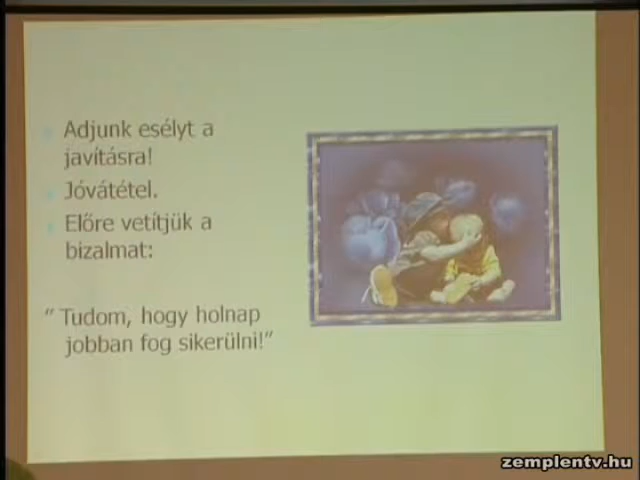 Adjunk esélyt a
javításra!
Jóvátétel.
Előre vetítjük a
bizalmat:
“ Tudom, hogy holnap
jobban fog sikerülni!”
zemplentv.hu